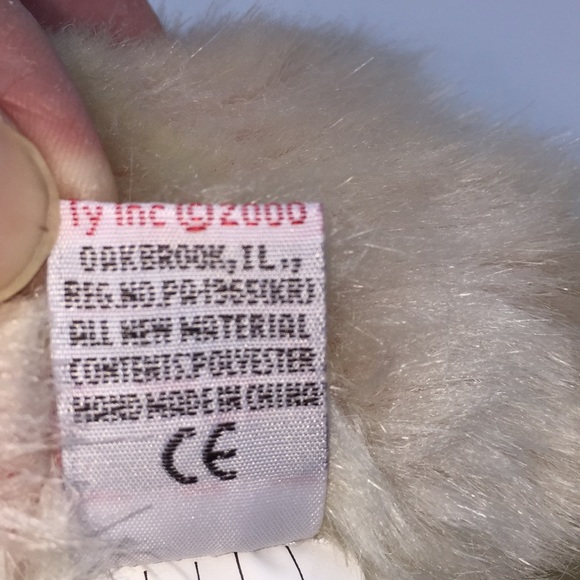 Ty Inc © 2000
OAKBROOK, IL.,
REG.NO.PA-1965(KR)
ALL NEW MATERIAL
CONTENTS:POLYESTER
HAND MADE IN CHINA
CE